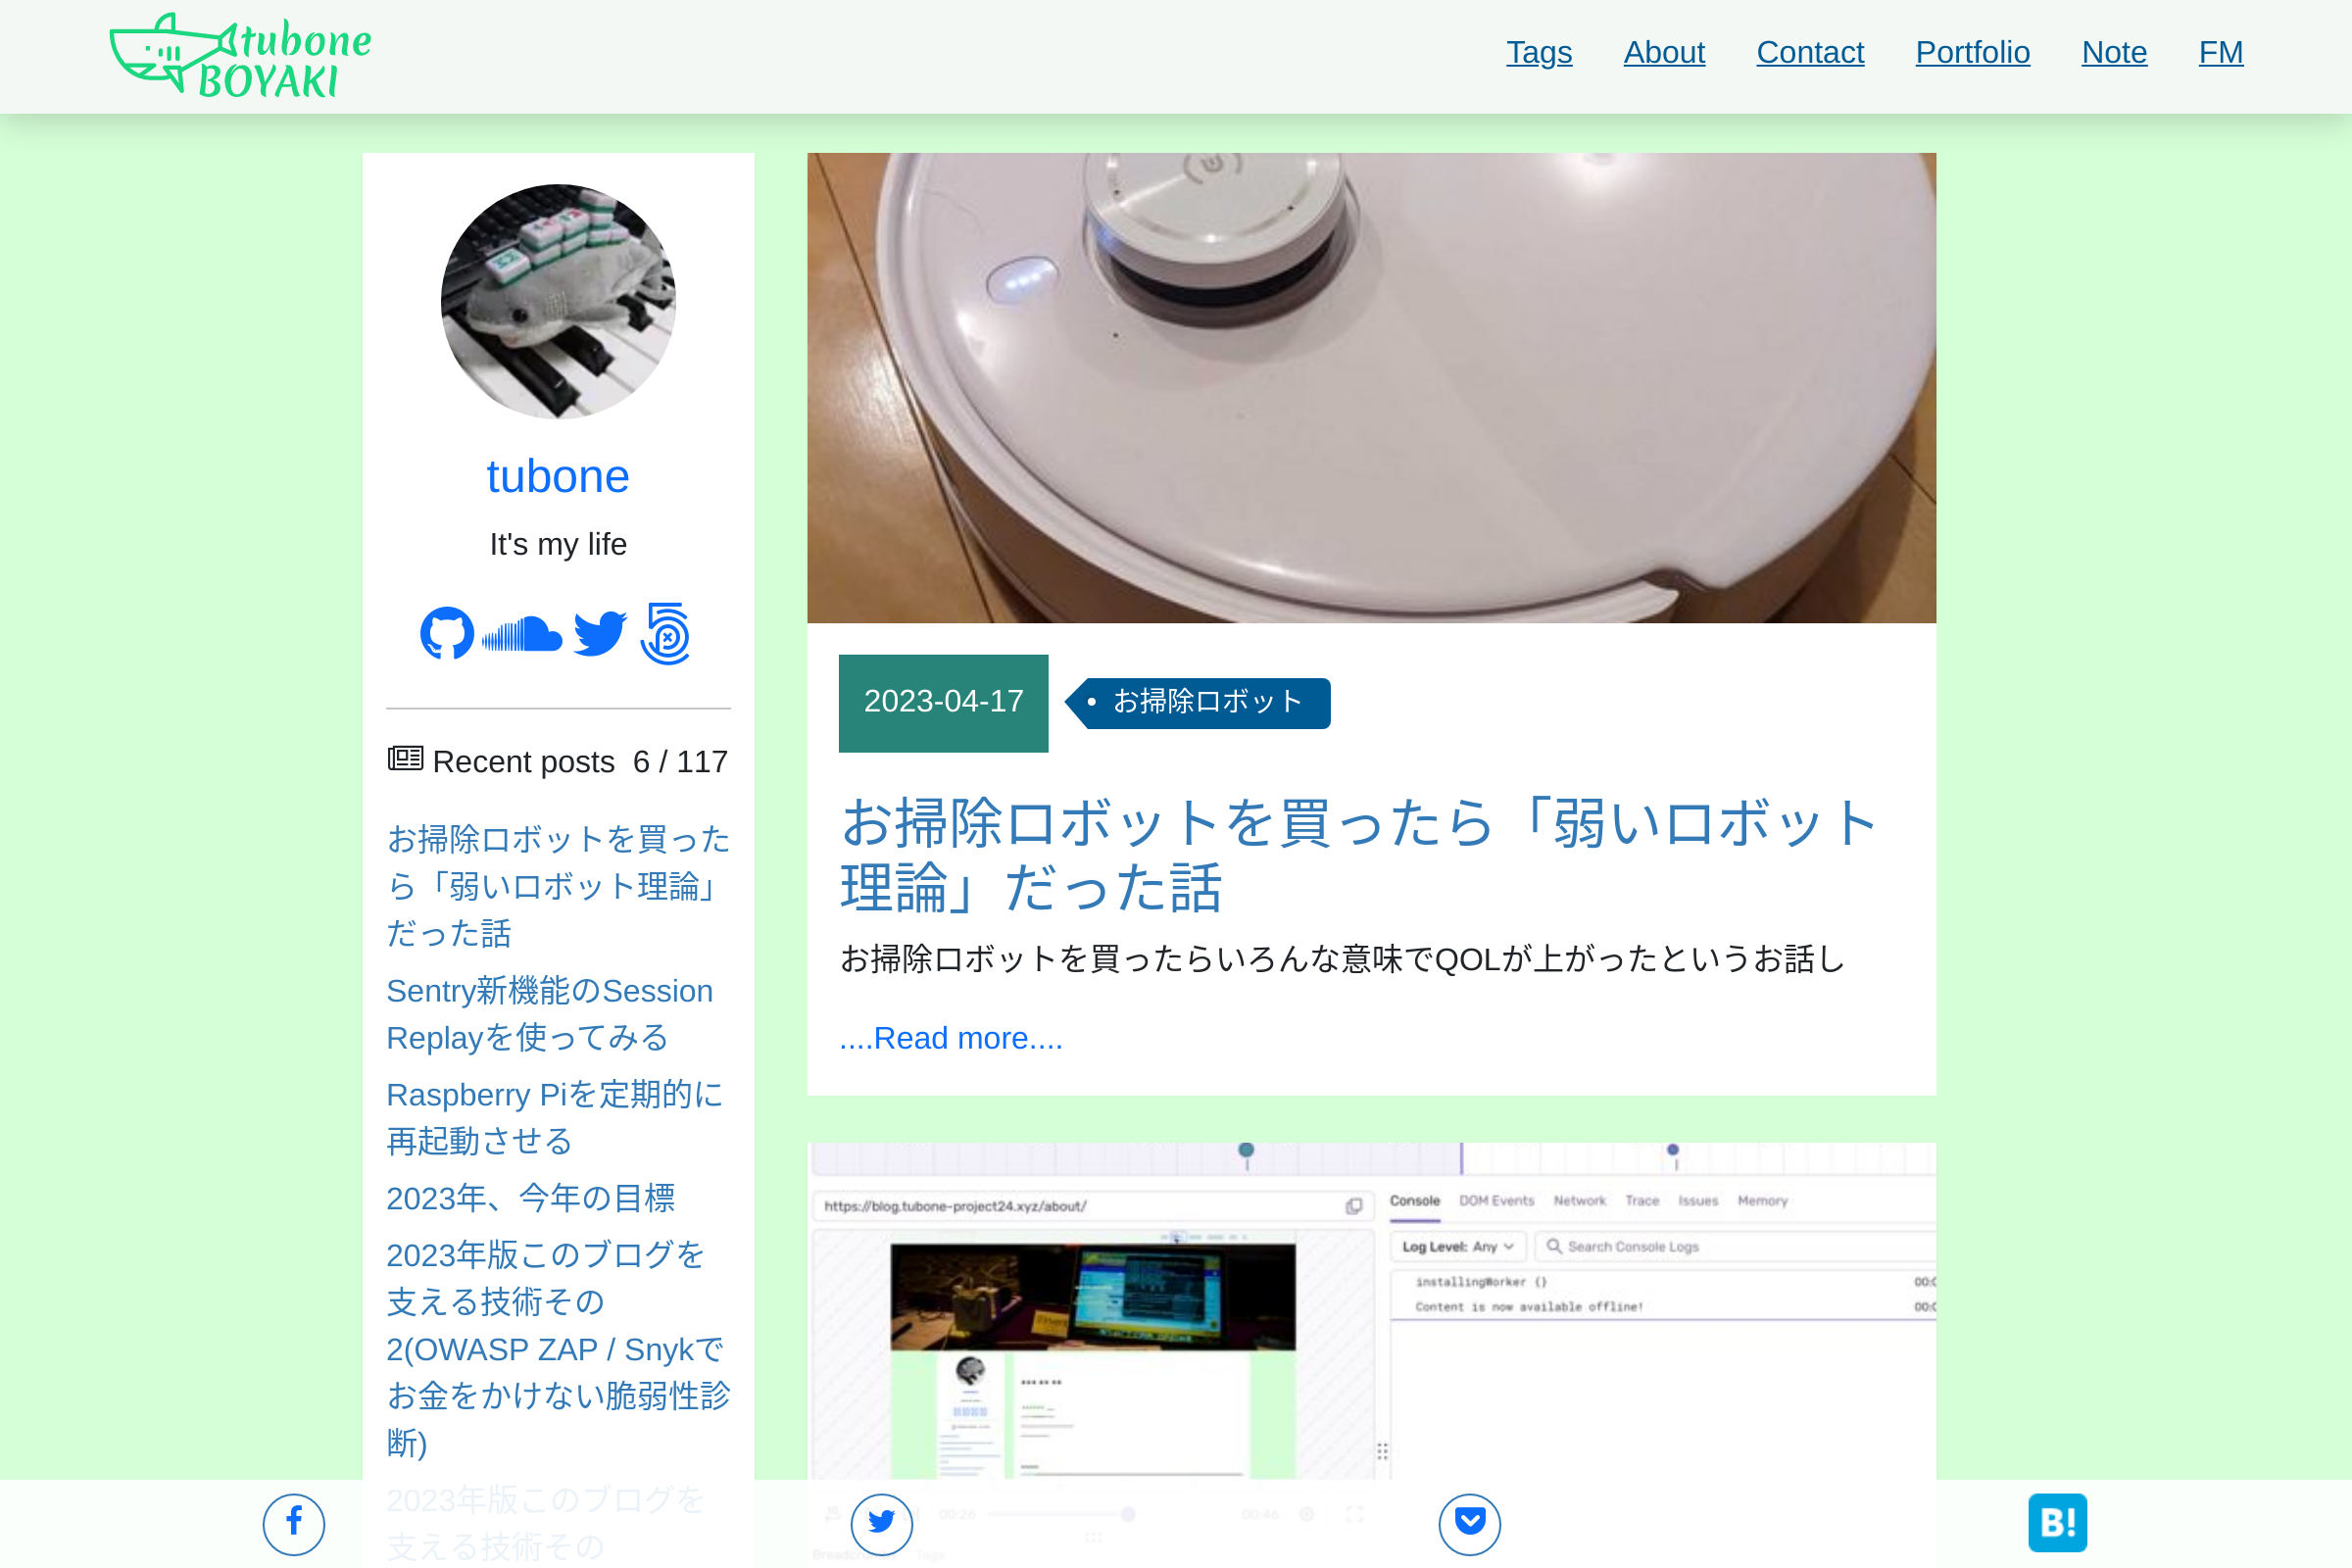 tubone
BOYAKI
Tags
About
Contact
Portfolio
Note
FM
tubone
It's my life
Recent posts 6 / 117
お掃除ロボットを買った
ら「弱いロボット理論」
だった話
Sentry新機能のSession
Replayを使ってみる
Raspberry Piを定期的に
再起動させる
2023年、今年の目標
2023年版このブログを
支える技術その
2(OWASP ZAP / Snykで
お金をかけない脆弱性診
断)
2023年版このブログを
支える技術その
2023-04-17
お掃除ロボット
お掃除ロボットを買ったら「弱いロボット
理論」だった話
お掃除ロボットを買ったらいろんな意味でQOLが上がったというお話し
....Read more....
https://blog.tubone-project24.xyz/about/
Console
DOM Events
Network
Trace
Issues
Memory
Log Level: Any
Search Console Logs
installingWorker {}
Content is now available offline!
00:26
00:46
Tags
B!